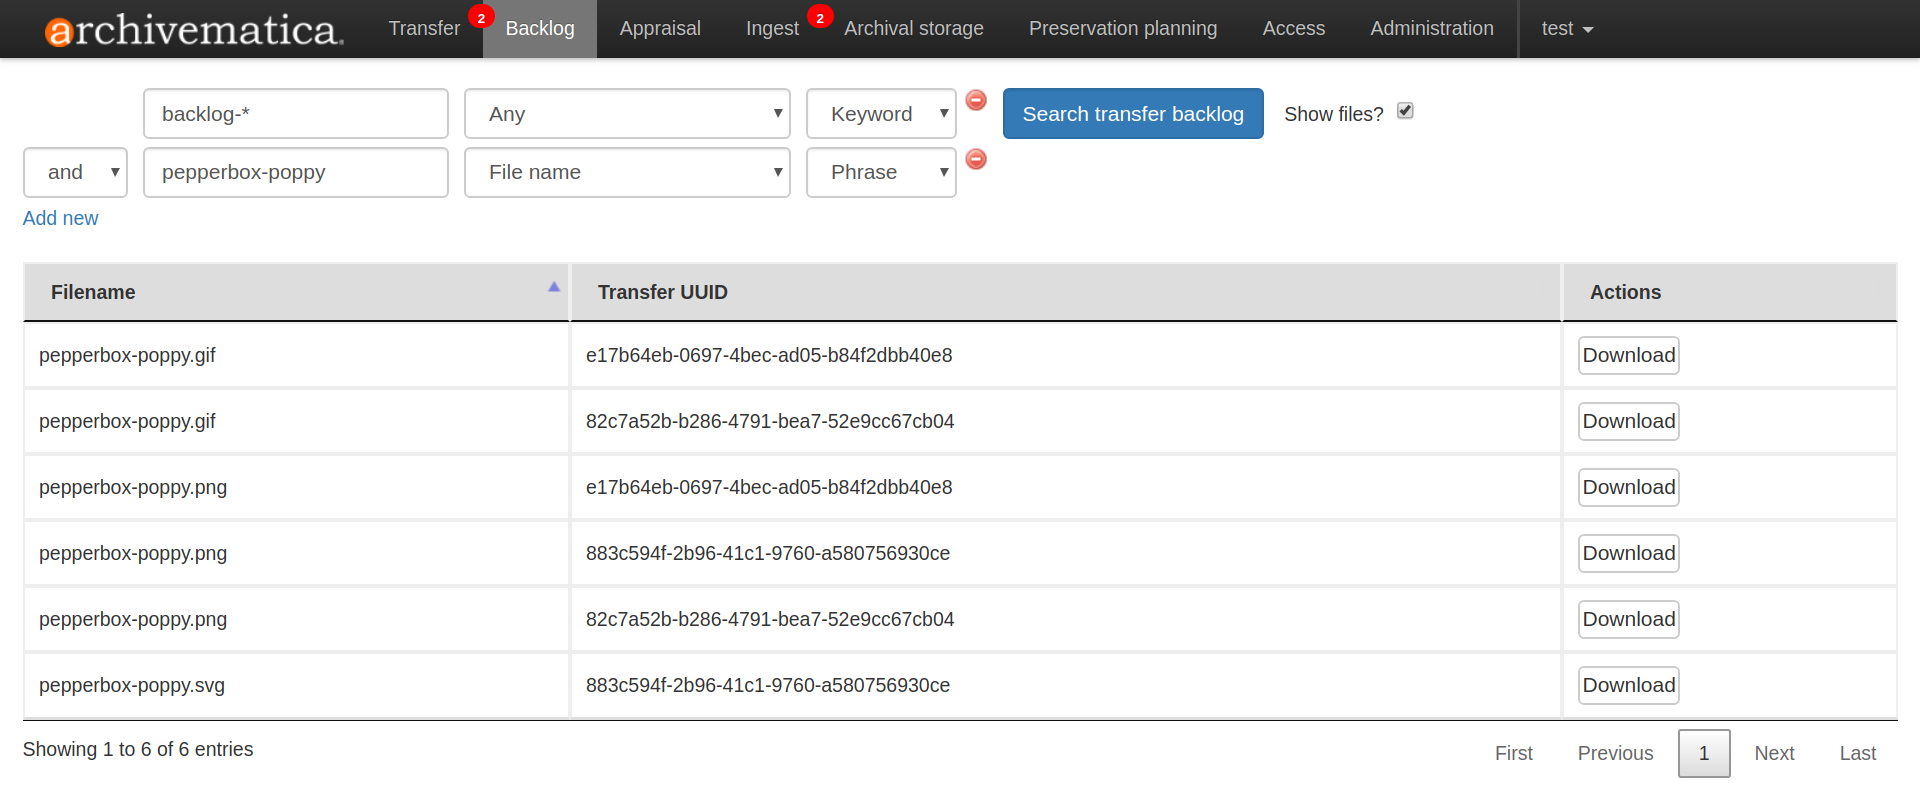 archivematica Transfer 2 Backlog Appraisal Ingest 2 Archival storage Preservation planning Access Administration test
backlog-* Any Keyword Search transfer backlog Show files?
and pepperbox-poppy File name Phrase
Add new
Filename Transfer UUID Actions
pepperbox-poppy.gif e17b64eb-0697-4bec-ad05-b84f2dbb40e8 Download
pepperbox-poppy.gif 82c7a52b-b286-4791-bea7-52e9cc67cb04 Download
pepperbox-poppy.png e17b64eb-0697-4bec-ad05-b84f2dbb40e8 Download
pepperbox-poppy.png 883c594f-2b96-41c1-9760-a580756930ce Download
pepperbox-poppy.png 82c7a52b-b286-4791-bea7-52e9cc67cb04 Download
pepperbox-poppy.svg 883c594f-2b96-41c1-9760-a580756930ce Download
Showing 1 to 6 of 6 entries First Previous 1 Next Last